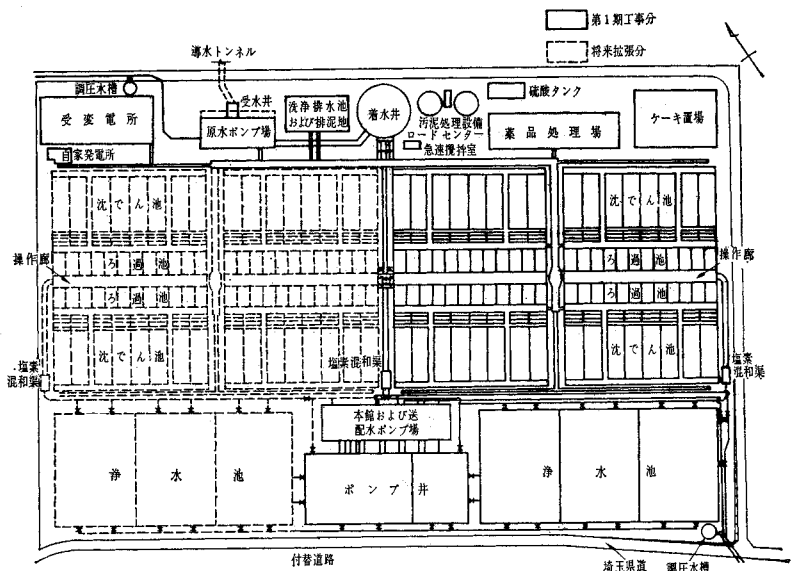 第1期工事分
将来拡張分
導水トンネル
調圧水槽
受水井
受変電所
原水ポンプ場
洗浄排水池
および排泥池
着水井
汚泥処理設備
ロードセンター
急速攪拌室
硫酸タンク
薬品処理場
ケーキ置場
自家発電所
沈でん池
沈でん池
操作廊
ろ過池
ろ過池
操作廊
ろ過池
ろ過池
沈でん池
沈でん池
塩素
混和渠
塩素混和渠
塩素
混和渠
本館および送
配水ポンプ場
浄水池
ポンプ井
浄水池
付替道路
埼玉県道
調圧水槽